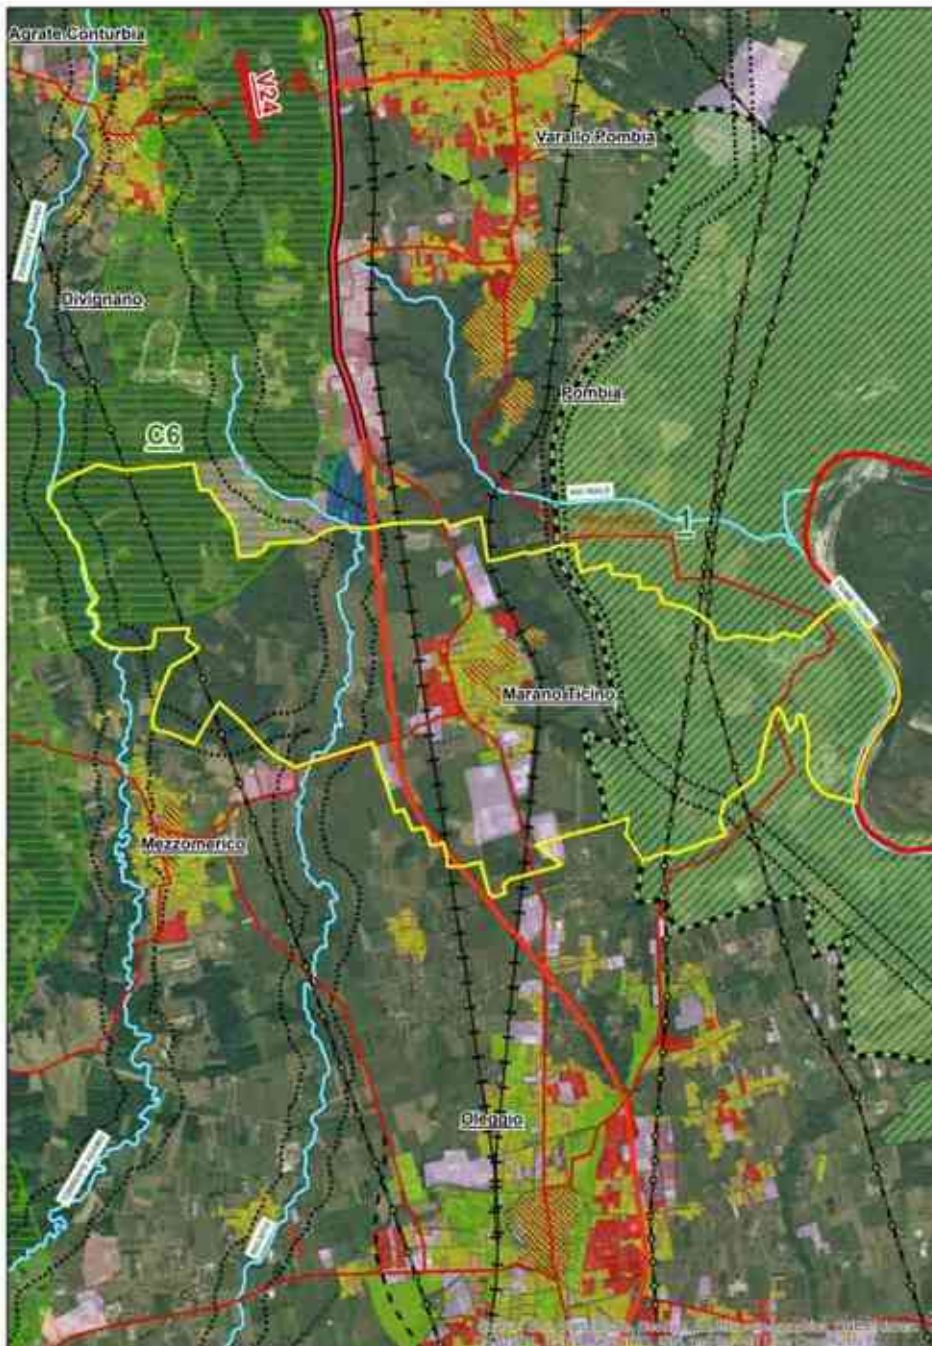 Agrate Conturbia
V24
Varallo Pombia
Divignano
Pombia
C6
1
Marano Ticino
Mezzomerico
Oleggio